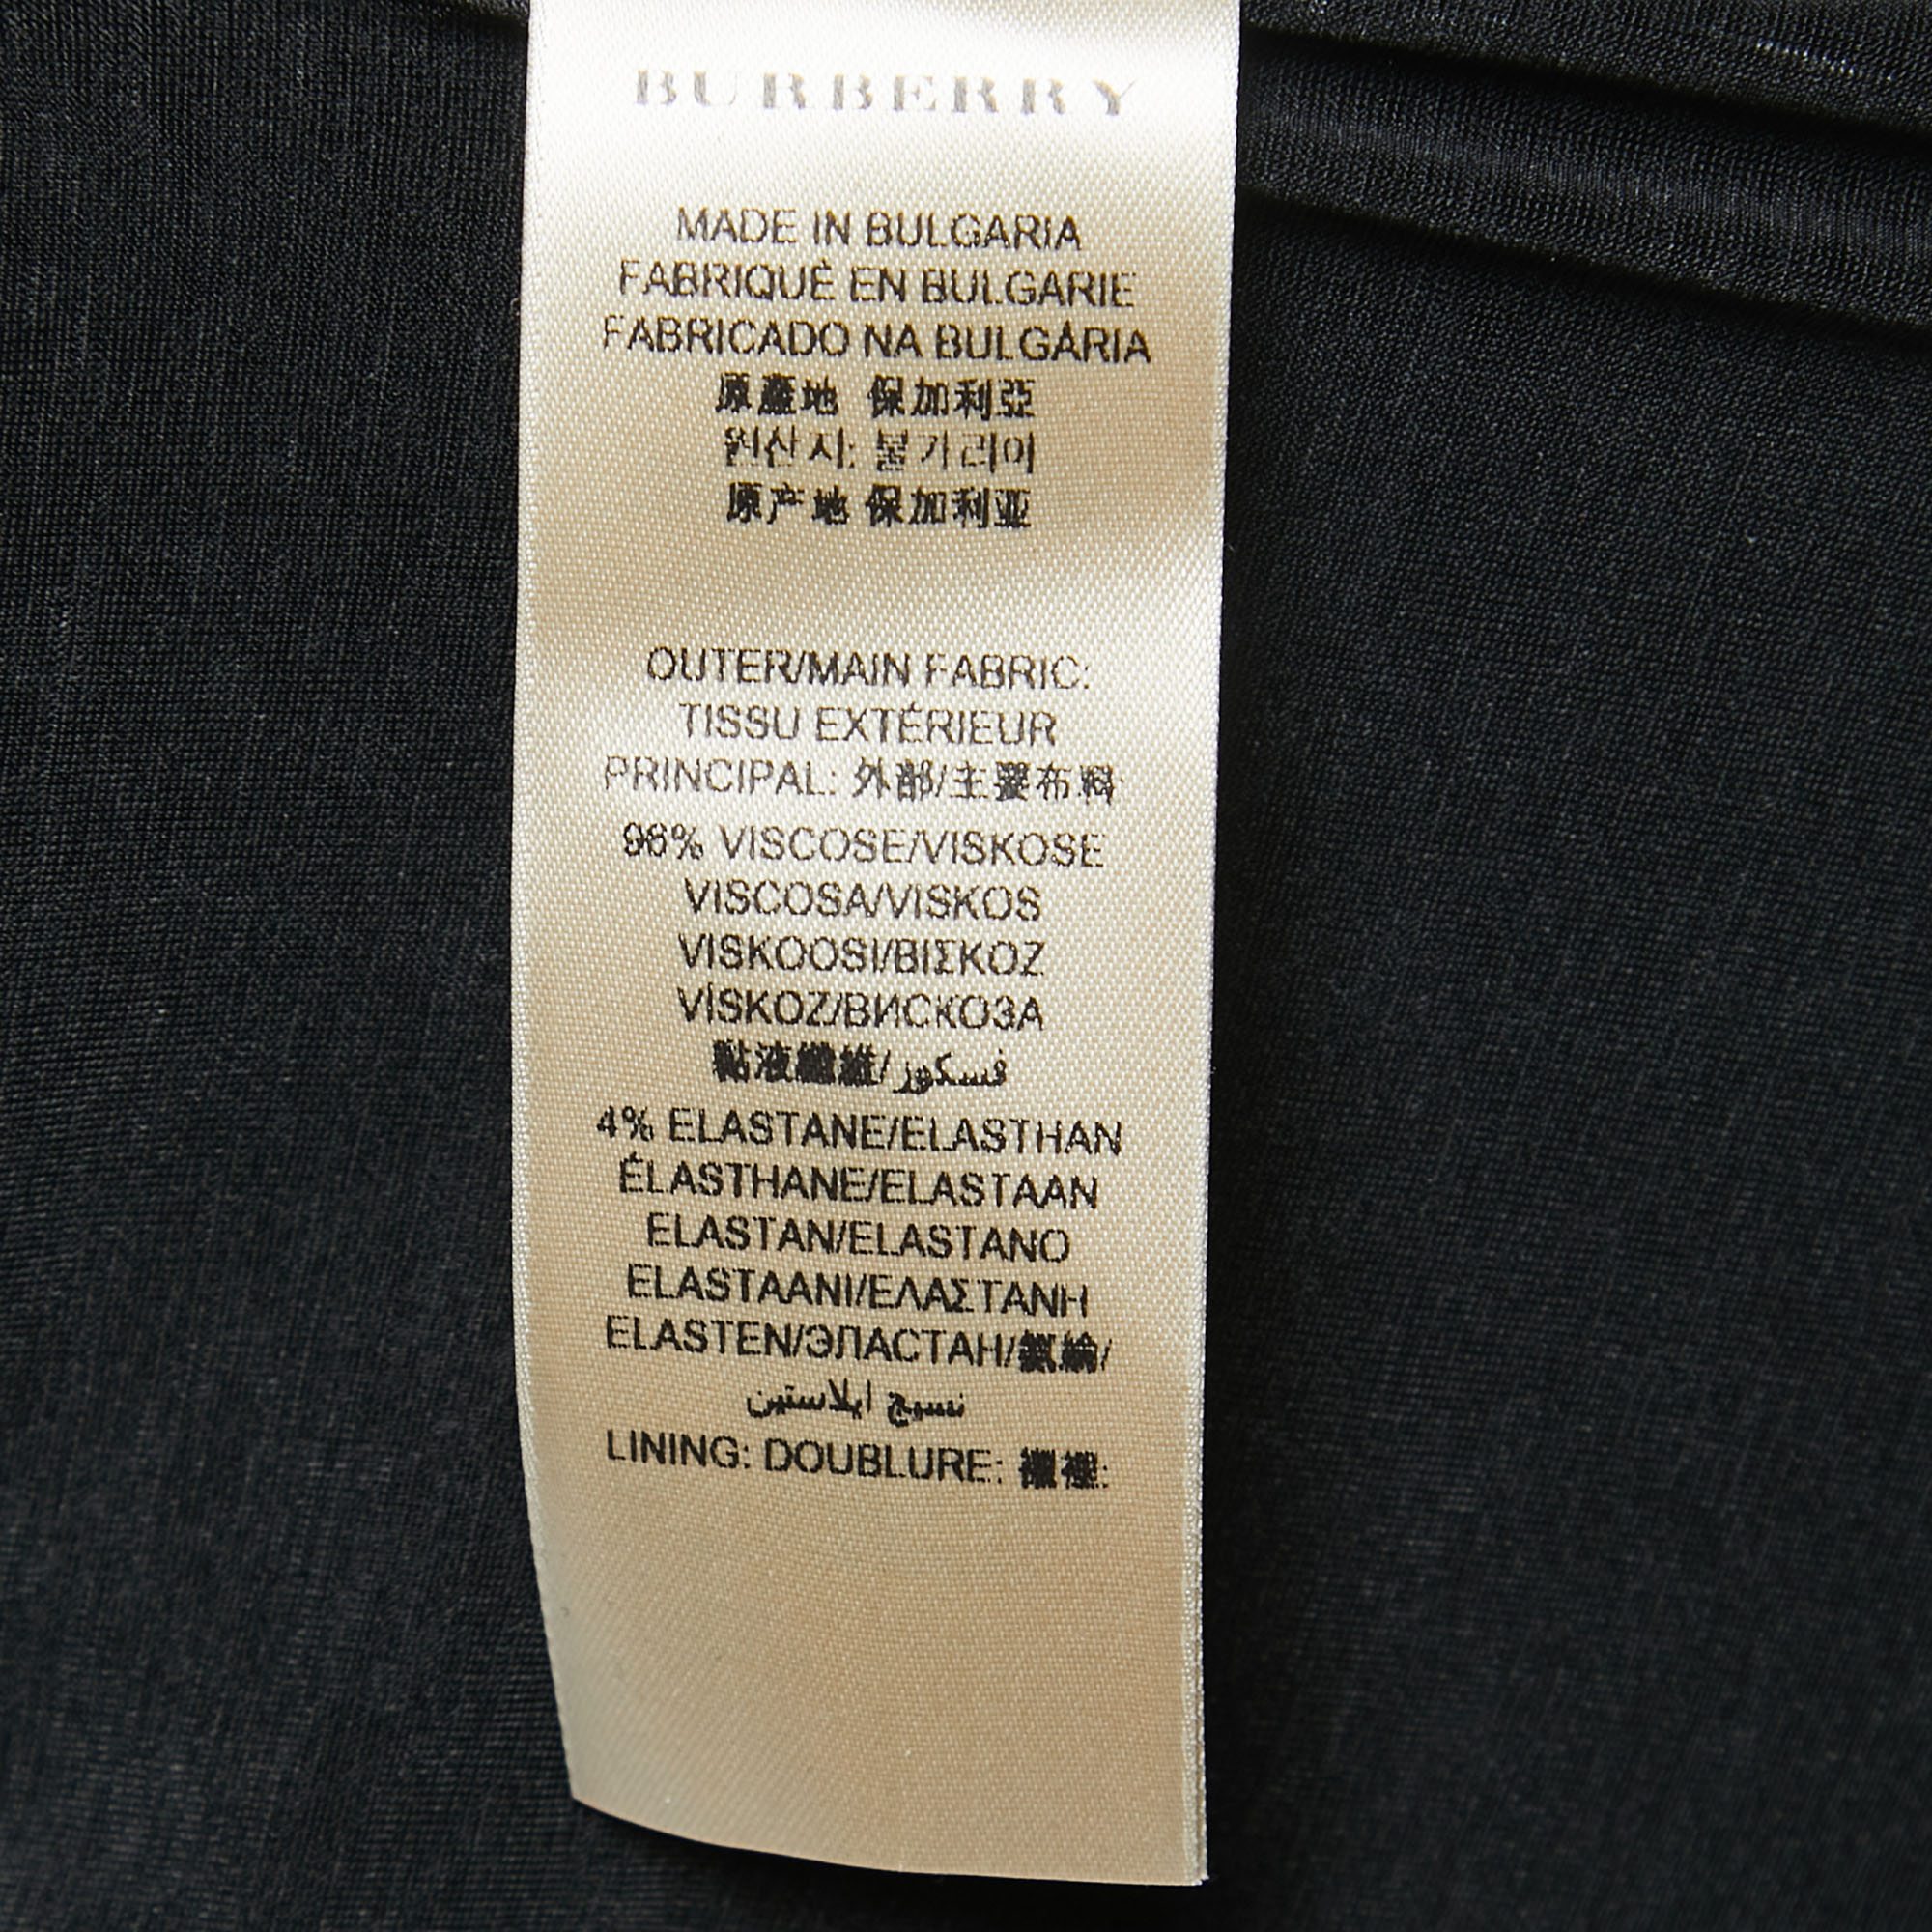 BURBERRY
MADE IN BULGARIA
FABRIQUÉ EN BULGARIE
FABRICADO NA BULGÁRIA
原產地 保加利亞
원산지: 불가리아
原产地 保加利亚
OUTER/MAIN FABRIC:
TISSU EXTÉRIEUR
PRINCIPAL: 外部/主要布料
96% VISCOSE/VISKOSE
VISCOSA/VISKOS
VISKOOSI/ΒΙΣΚΟΖ
VİSKOZ/ВИСКОЗА
黏液纖維/فسكوز
4% ELASTANE/ELASTHAN
ÉLASTHANE/ELASTAAN
ELASTAN/ELASTANO
ELASTAANI/ΕΛΑΣΤΑΝΗ
ELASTEN/ЭЛАСТАН/氨綸/
نسيج ايلاستين
LINING: DOUBLURE: 襯裡: